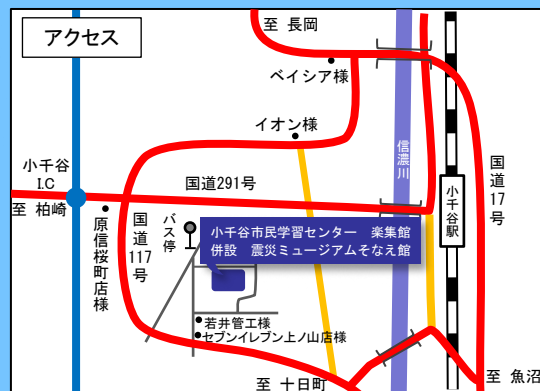 アクセス
至 長岡
ベイシア様
イオン様
信濃川
小千谷
I.C
至 柏崎
国道291号
小千谷駅
国道17号
原信桜町店様
国道117号
バス停
小千谷市民学習センター 楽集館
併設 震災ミュージアムそなえ館
若井管工様
セブンイレブン上ノ山店様
至 十日町
至 魚沼